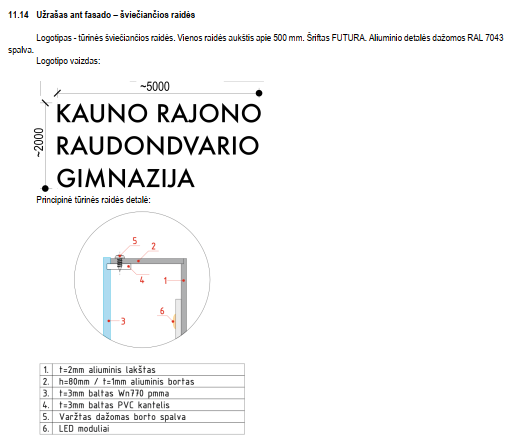 11.14 Užrašas ant fasado – šviečiančios raidės
Logotipas - tūrinės šviečiančios raidės. Vienos raidės aukštis apie 500 mm. Šriftas FUTURA. Aliuminio detalės dažomos RAL 7043
spalva.
Logotipo vaizdas:
~5000
~2000
KAUNO RAJONO
RAUDONDVARIO
GIMNAZIJA
Principinė tūrinės raidės detalė:
5
2
4
1
6
3
1. t=2mm aliuminis lakštas
2. h=80mm / t=1mm aliuminis bortas
3. t=3mm baltas Wn770 pmma
4. t=3mm baltas PVC kantelis
5. Varžtas dažomas borto spalva
6. LED moduliai